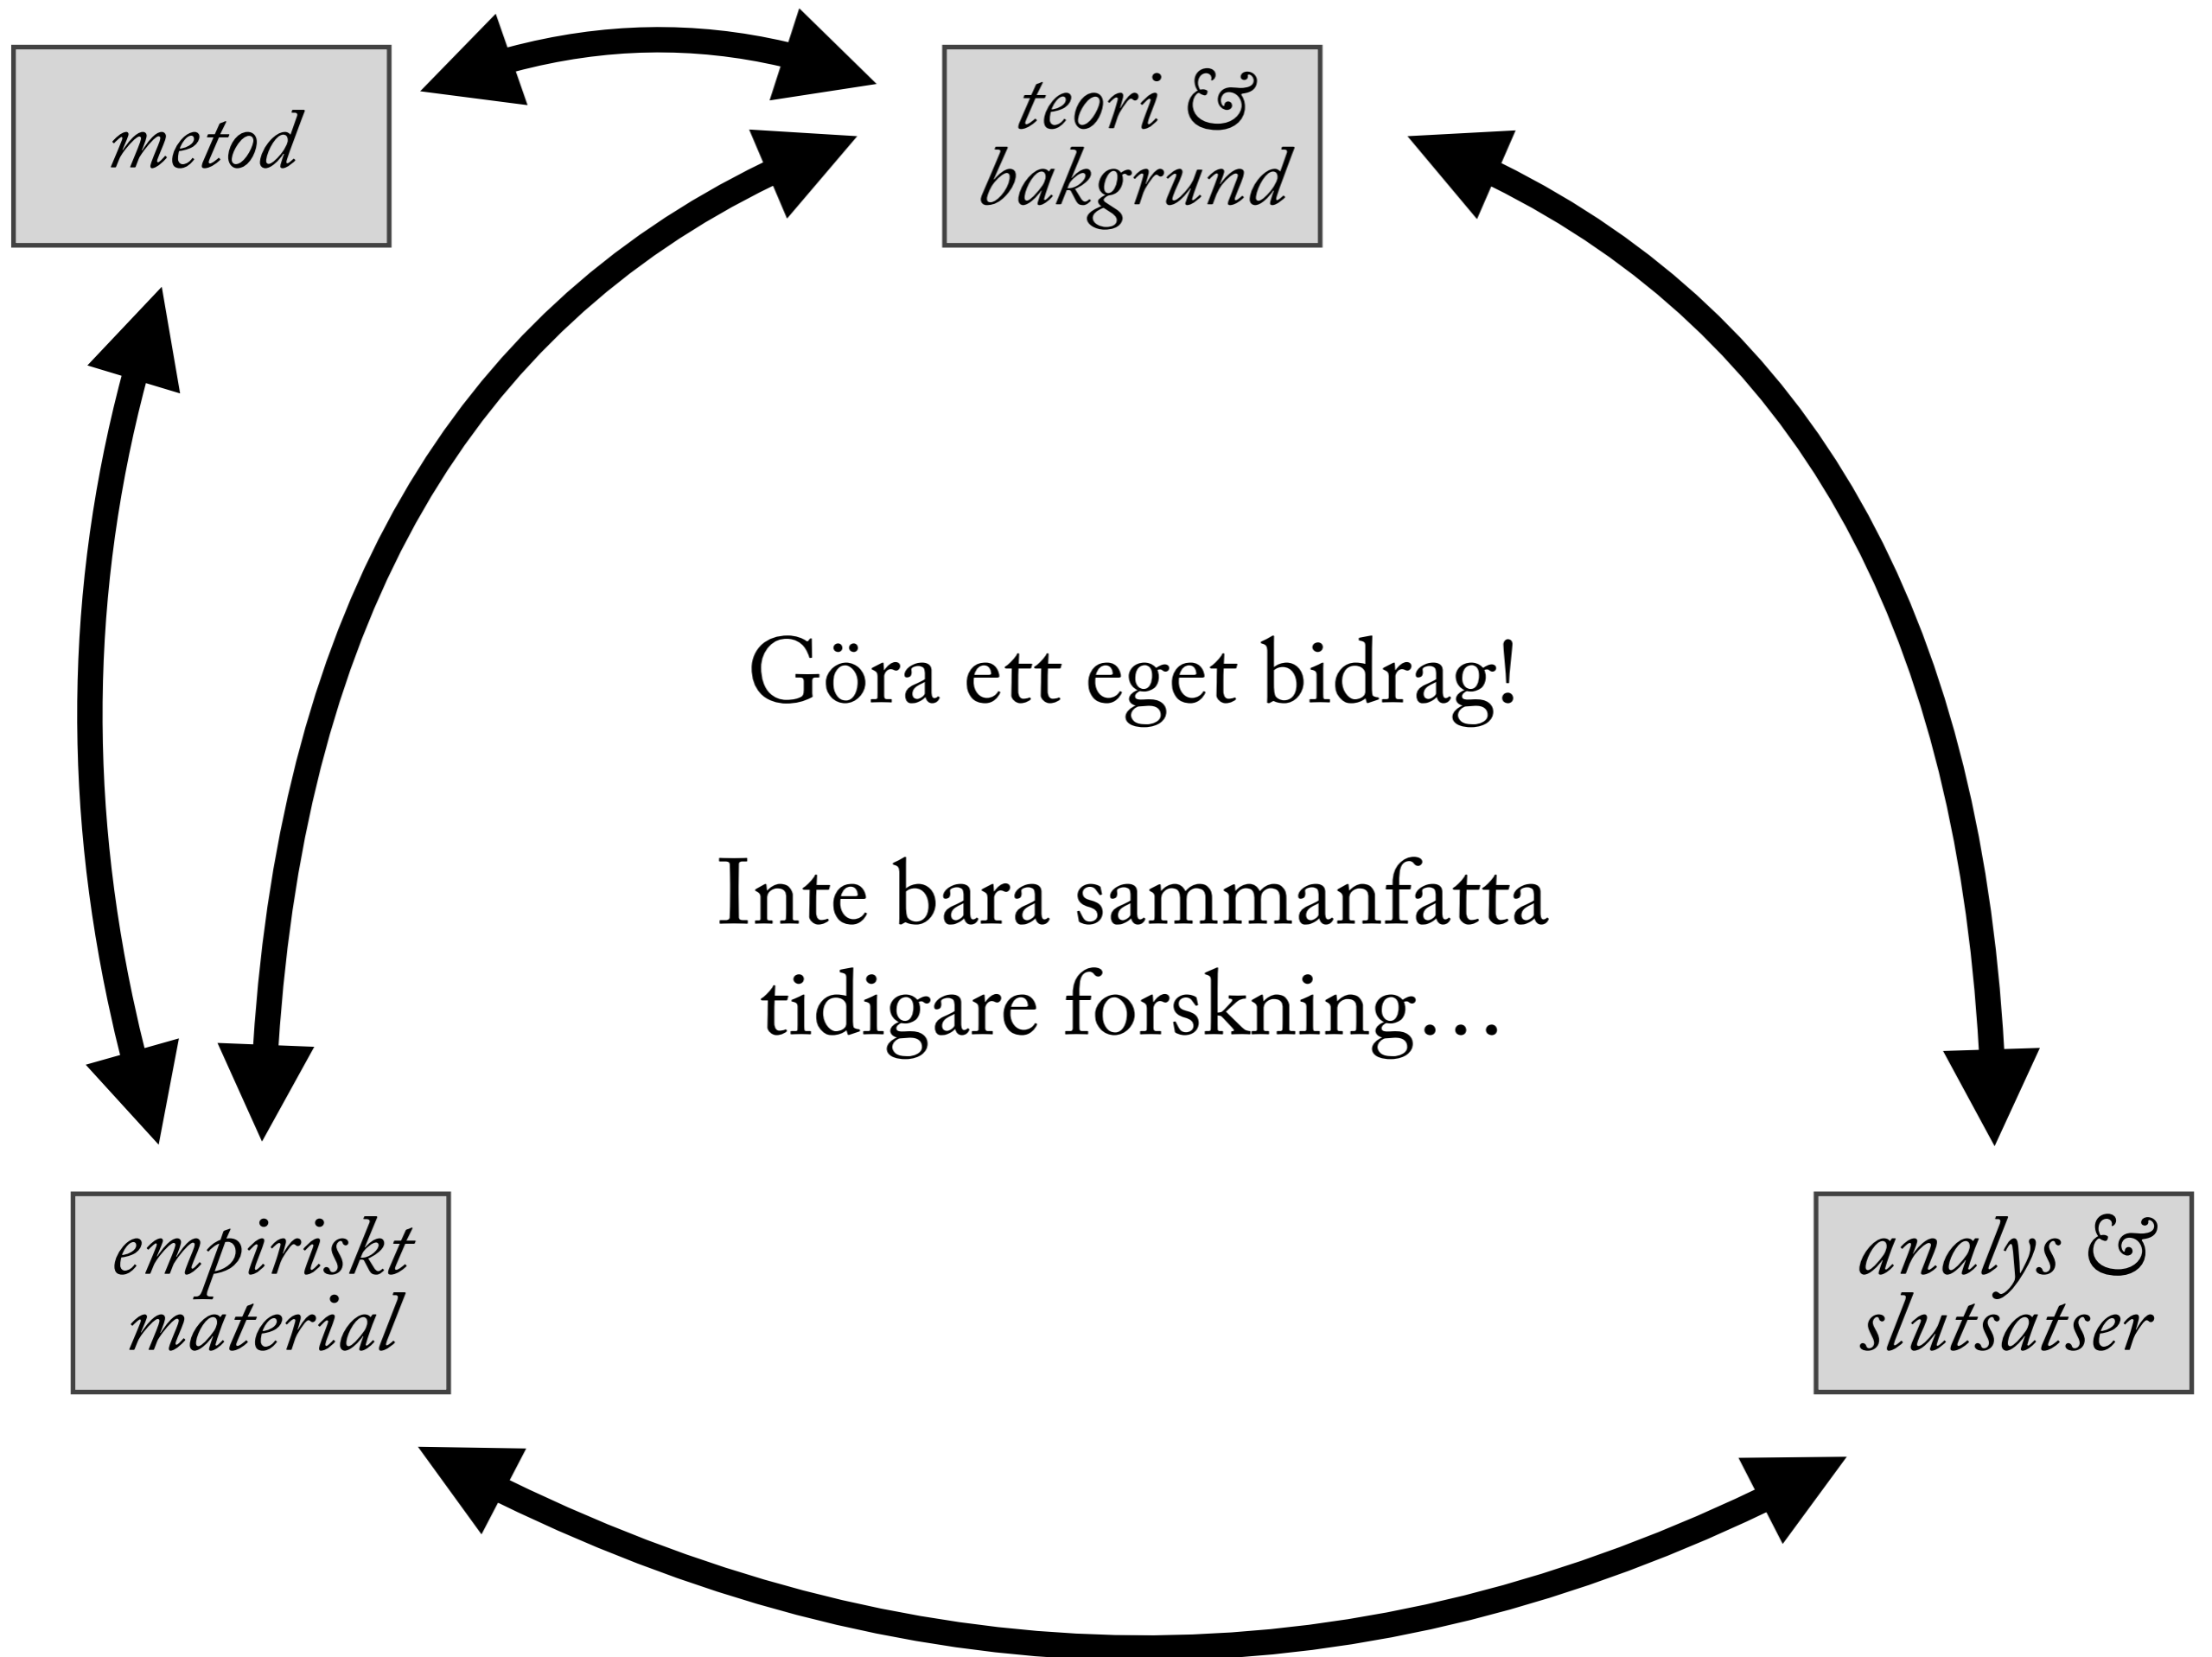 metod
teori &
bakgrund
Göra ett eget bidrag!
Inte bara sammanfatta
tidigare forskning…
empiriskt
material
analys &
slutsatser